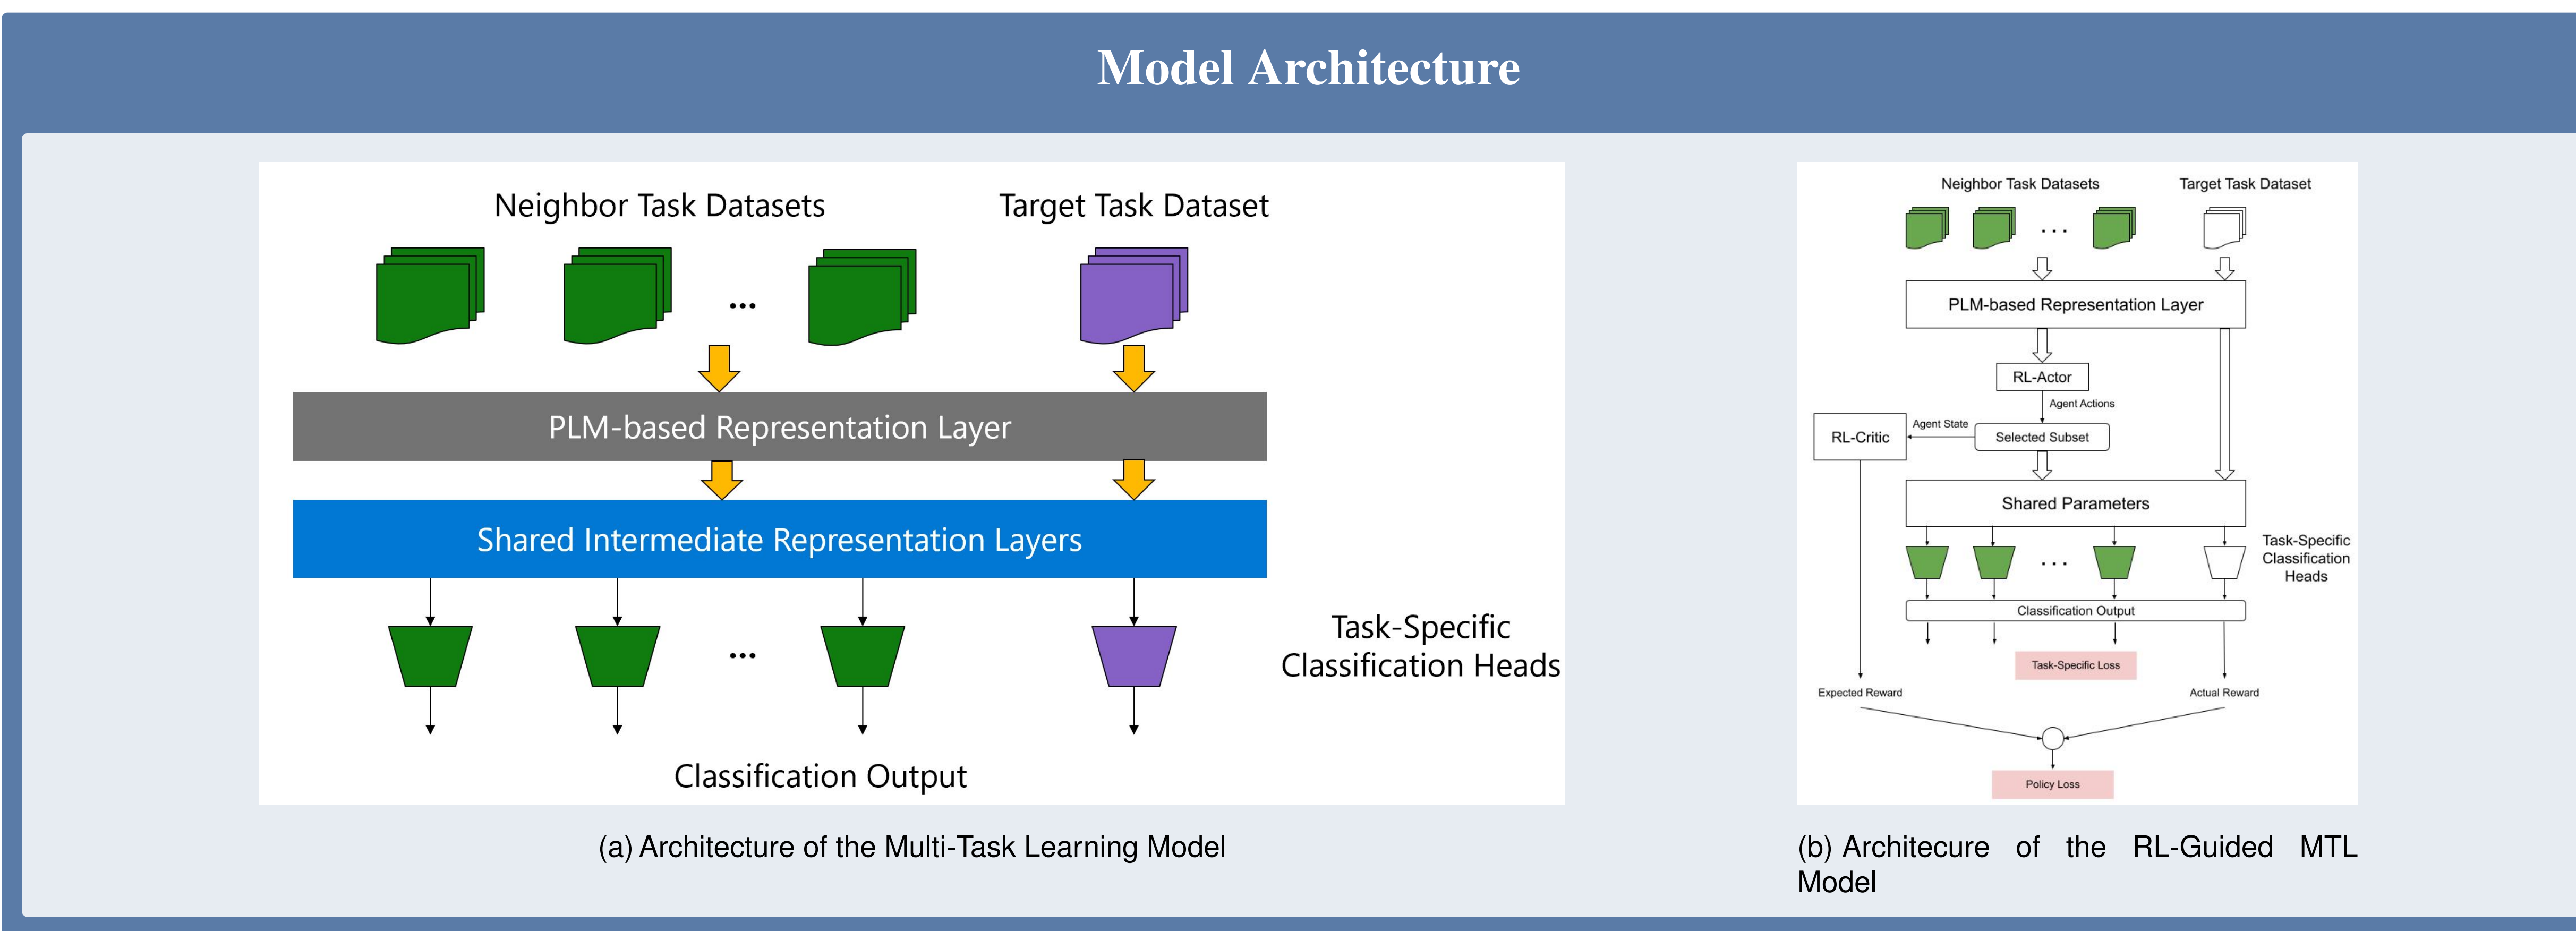 Model Architecture
Neighbor Task Datasets
Target Task Dataset
...
PLM-based Representation Layer
Shared Intermediate Representation Layers
...
Task-Specific
Classification Heads
Classification Output
(a) Architecture of the Multi-Task Learning Model
Neighbor Task Datasets
Target Task Dataset
...
PLM-based Representation Layer
RL-Actor
Agent Actions
RL-Critic
Agent State
Selected Subset
Shared Parameters
...
Task-Specific
Classification
Heads
Classification Output
Task-Specific Loss
Expected Reward
Actual Reward
Policy Loss
(b) Architecure of the RL-Guided MTL
Model